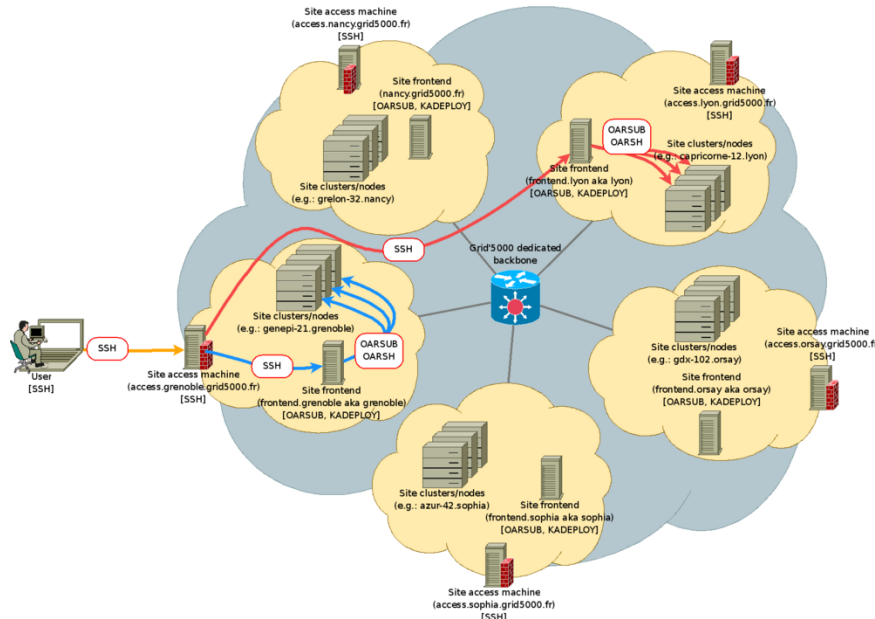 Site access machine
(access.nancy.grid5000.fr)
[SSH]
Site frontend
(nancy.grid5000.fr)
[OARSUB, KADEPLOY]
Site clusters/nodes
(e.g.: grelon-32.nancy)
Site access machine
(access.lyon.grid5000.fr)
[SSH]
OARSUB
OARSH
Site clusters/nodes
(e.g.: capricorne-12.lyon)
Site frontend
(frontend.lyon aka lyon)
[OARSUB, KADEPLOY]
SSH
Grid'5000 dedicated
backbone
Site clusters/nodes
(e.g.: genepi-21.grenoble)
OARSUB
OARSH
SSH
User
[SSH]
SSH
Site access machine
(access.grenoble.grid5000.fr)
[SSH]
Site frontend
(frontend.grenoble aka grenoble)
[OARSUB, KADEPLOY]
Site clusters/nodes
(e.g.: gdx-102.orsay)
Site access machine
(access.orsay.grid5000.fr
[SSH]
Site frontend
(frontend.orsay aka orsay)
[OARSUB, KADEPLOY]
Site clusters/nodes
(e.g.: azur-42.sophia)
Site frontend
(frontend.sophia aka sophia)
[OARSUB, KADEPLOY]
Site access machine
(access.sophia.grid5000.fr)
[SSH]